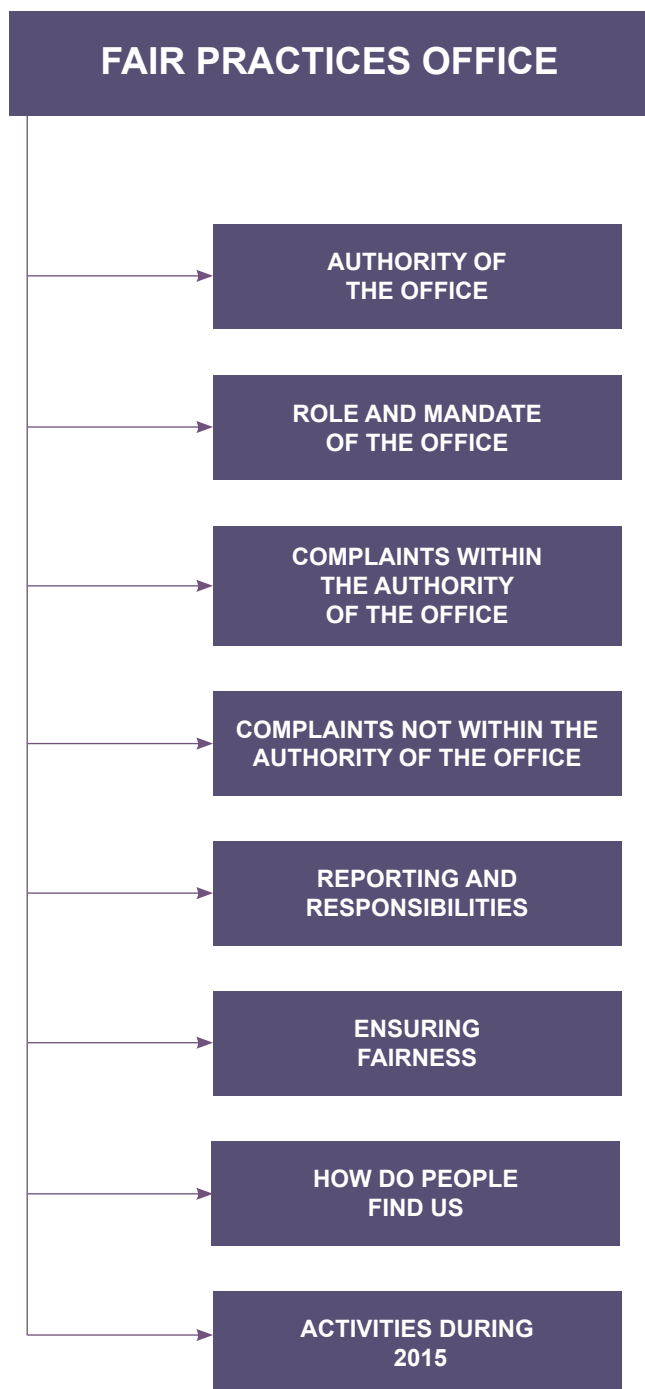 FAIR PRACTICES OFFICE
AUTHORITY OF
THE OFFICE
ROLE AND MANDATE
OF THE OFFICE
COMPLAINTS WITHIN
THE AUTHORITY
OF THE OFFICE
COMPLAINTS NOT WITHIN THE
AUTHORITY OF THE OFFICE
REPORTING AND
RESPONSIBILITIES
ENSURING
FAIRNESS
HOW DO PEOPLE
FIND US
ACTIVITIES DURING
2015